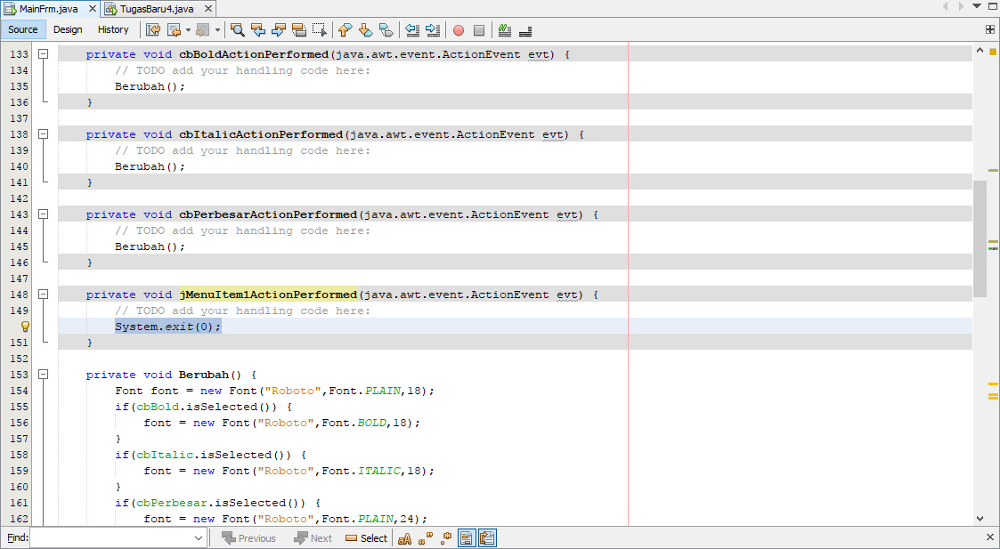 MainFrm.java TugasBaru4.java
Source Design History
133 private void cbBoldActionPerformed(java.awt.event.ActionEvent evt) {
134 // TODO add your handling code here:
135 Berubah();
136 }
137
138 private void cbItalicActionPerformed(java.awt.event.ActionEvent evt) {
139 // TODO add your handling code here:
140 Berubah();
141 }
142
143 private void cbPerbesarActionPerformed(java.awt.event.ActionEvent evt) {
144 // TODO add your handling code here:
145 Berubah();
146 }
147
148 private void jMenuItem1ActionPerformed(java.awt.event.ActionEvent evt) {
149 // TODO add your handling code here:
System.exit(0);
151 }
152
153 private void Berubah() {
154 Font font = new Font("Roboto",Font.PLAIN,18);
155 if(cbBold.isSelected()) {
156 font = new Font("Roboto",Font.BOLD,18);
157 }
158 if(cbItalic.isSelected()) {
159 font = new Font("Roboto",Font.ITALIC,18);
160 }
161 if(cbPerbesar.isSelected()) {
162 font = new Font("Roboto",Font.PLAIN,24);
Find: Previous Next Select